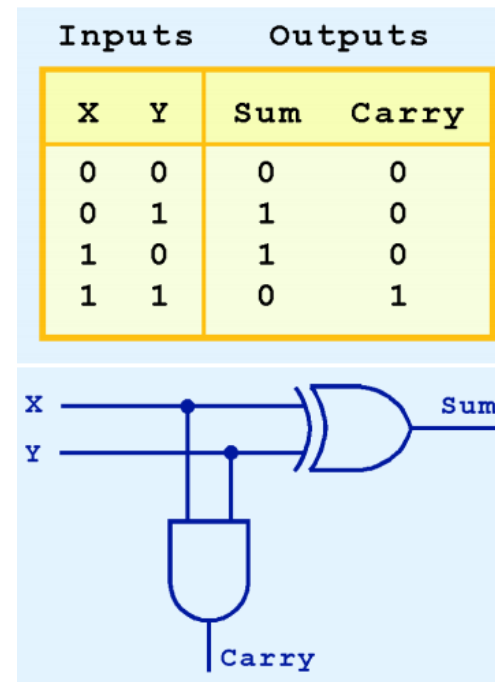 Inputs Outputs
X Y Sum Carry
0 0 0 0
0 1 1 0
1 0 1 0
1 1 0 1
X Sum
Y
Carry